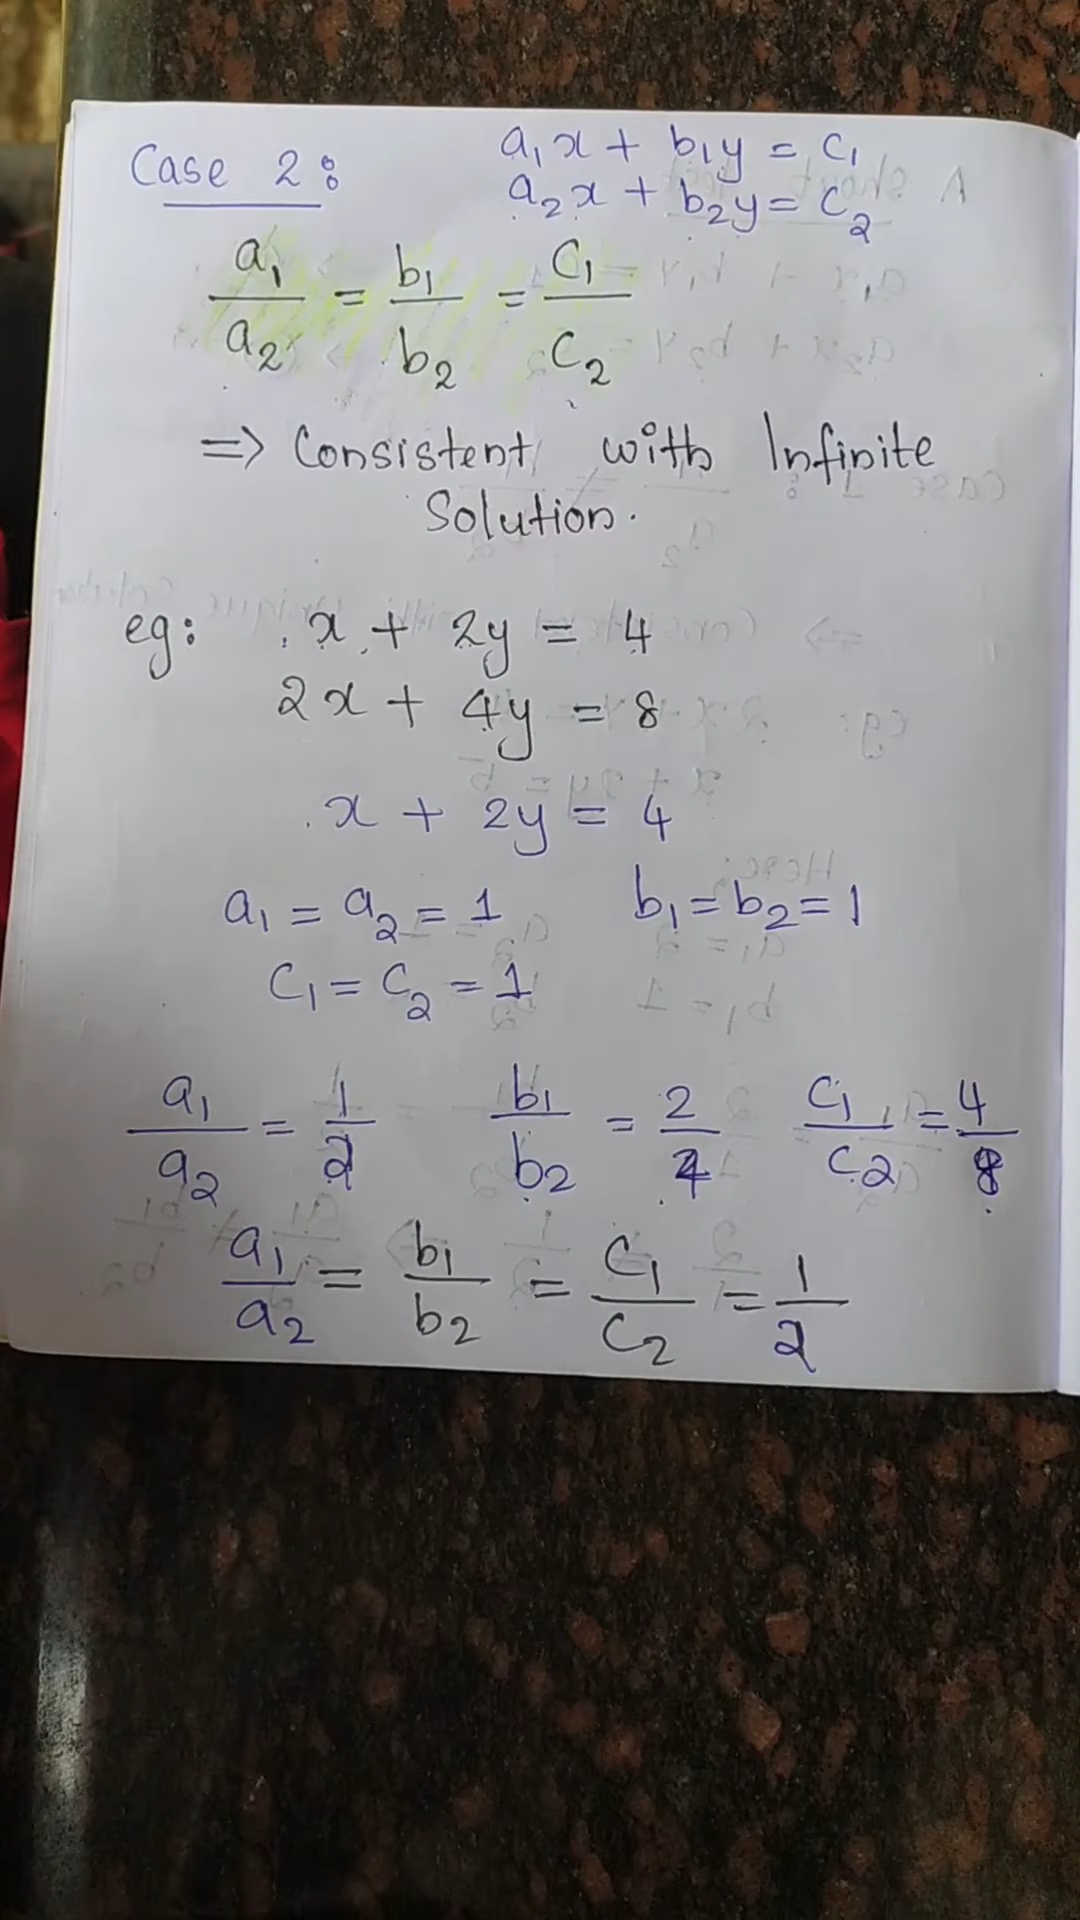 Case 2:
a₁x + b₁y = c₁
a₂x + b₂y = c₂
a₁/a₂ = b₁/b₂ = c₁/c₂
=> Consistent with Infinite
Solution.
eg: x + 2y = 4
2x + 4y = 8
x + 2y = 4
a₁ = a₂ = 1 b₁ = b₂ = 1
c₁ = c₂ = 1
a₁/a₂ = 1/2 b₁/b₂ = 2/4 c₁/c₂ = 4/8
a₁/a₂ = b₁/b₂ = c₁/c₂ = 1/2